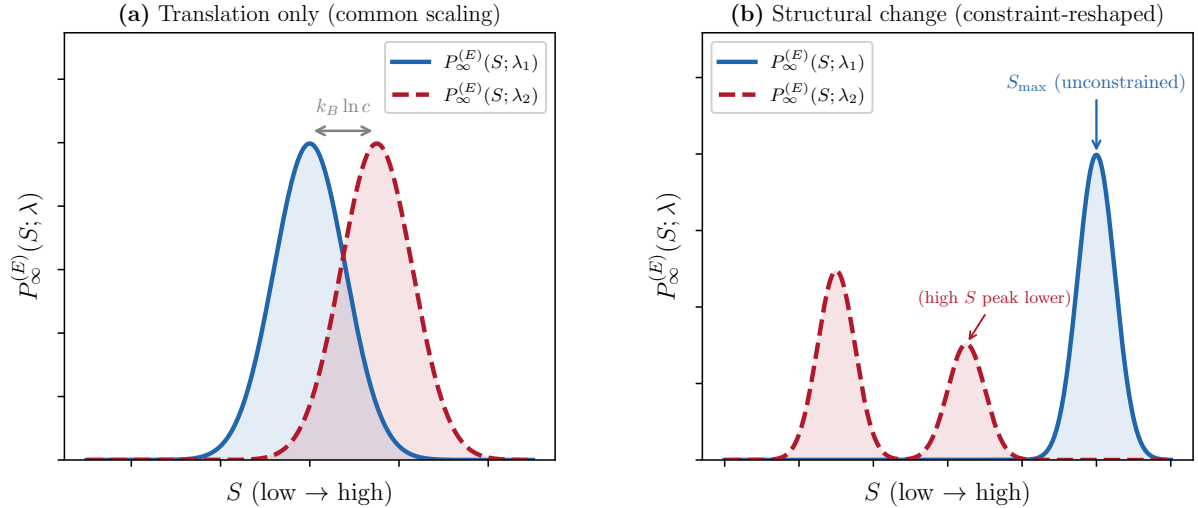 (a) Translation only (common scaling)
P∞^(E)(S; λ)
P∞^(E)(S; λ₁)
P∞^(E)(S; λ₂)
k_B ln c
S (low → high)
(b) Structural change (constraint-reshaped)
P∞^(E)(S; λ)
P∞^(E)(S; λ₁)
P∞^(E)(S; λ₂)
S_max (unconstrained)
(high S peak lower)
S (low → high)